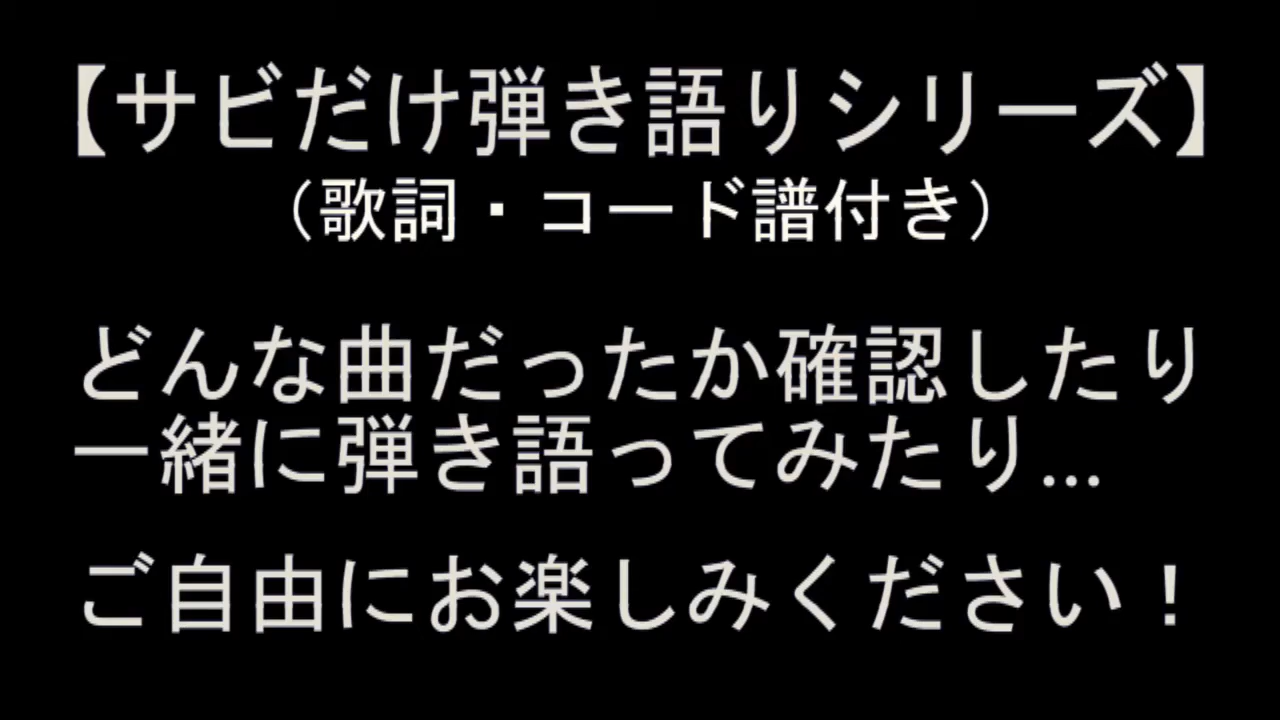 【サビだけ弾き語りシリーズ】
（歌詞・コード譜付き）
どんな曲だったか確認したり
一緒に弾き語ってみたり...
ご自由にお楽しみください！